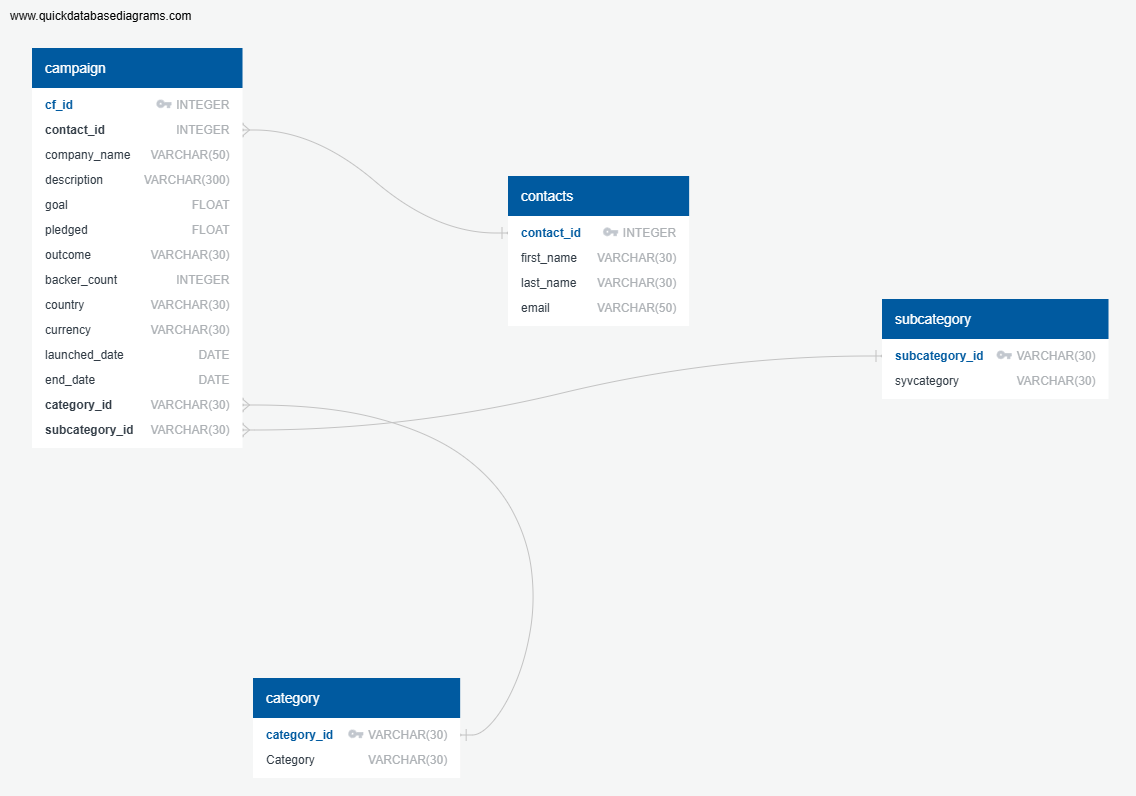 www.quickdatabasediagrams.com
campaign
cf_id INTEGER
contact_id INTEGER
company_name VARCHAR(50)
description VARCHAR(300)
goal FLOAT
pledged FLOAT
outcome VARCHAR(30)
backer_count INTEGER
country VARCHAR(30)
currency VARCHAR(30)
launched_date DATE
end_date DATE
category_id VARCHAR(30)
subcategory_id VARCHAR(30)
contacts
contact_id INTEGER
first_name VARCHAR(30)
last_name VARCHAR(30)
email VARCHAR(50)
subcategory
subcategory_id VARCHAR(30)
syvcategory VARCHAR(30)
category
category_id VARCHAR(30)
Category VARCHAR(30)